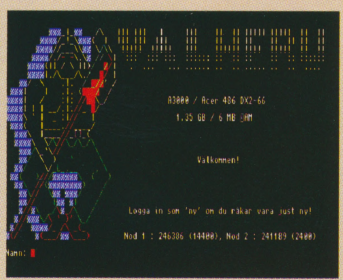 A3000 / Acer 486 DX2-66
1.35 GB / 6 MB RAM
Välkommen!
Logga in som 'ny' om du råkar vara just ny!
Nod 1 : 246386 (14400), Nod 2 : 241189 (2400)
Namn: